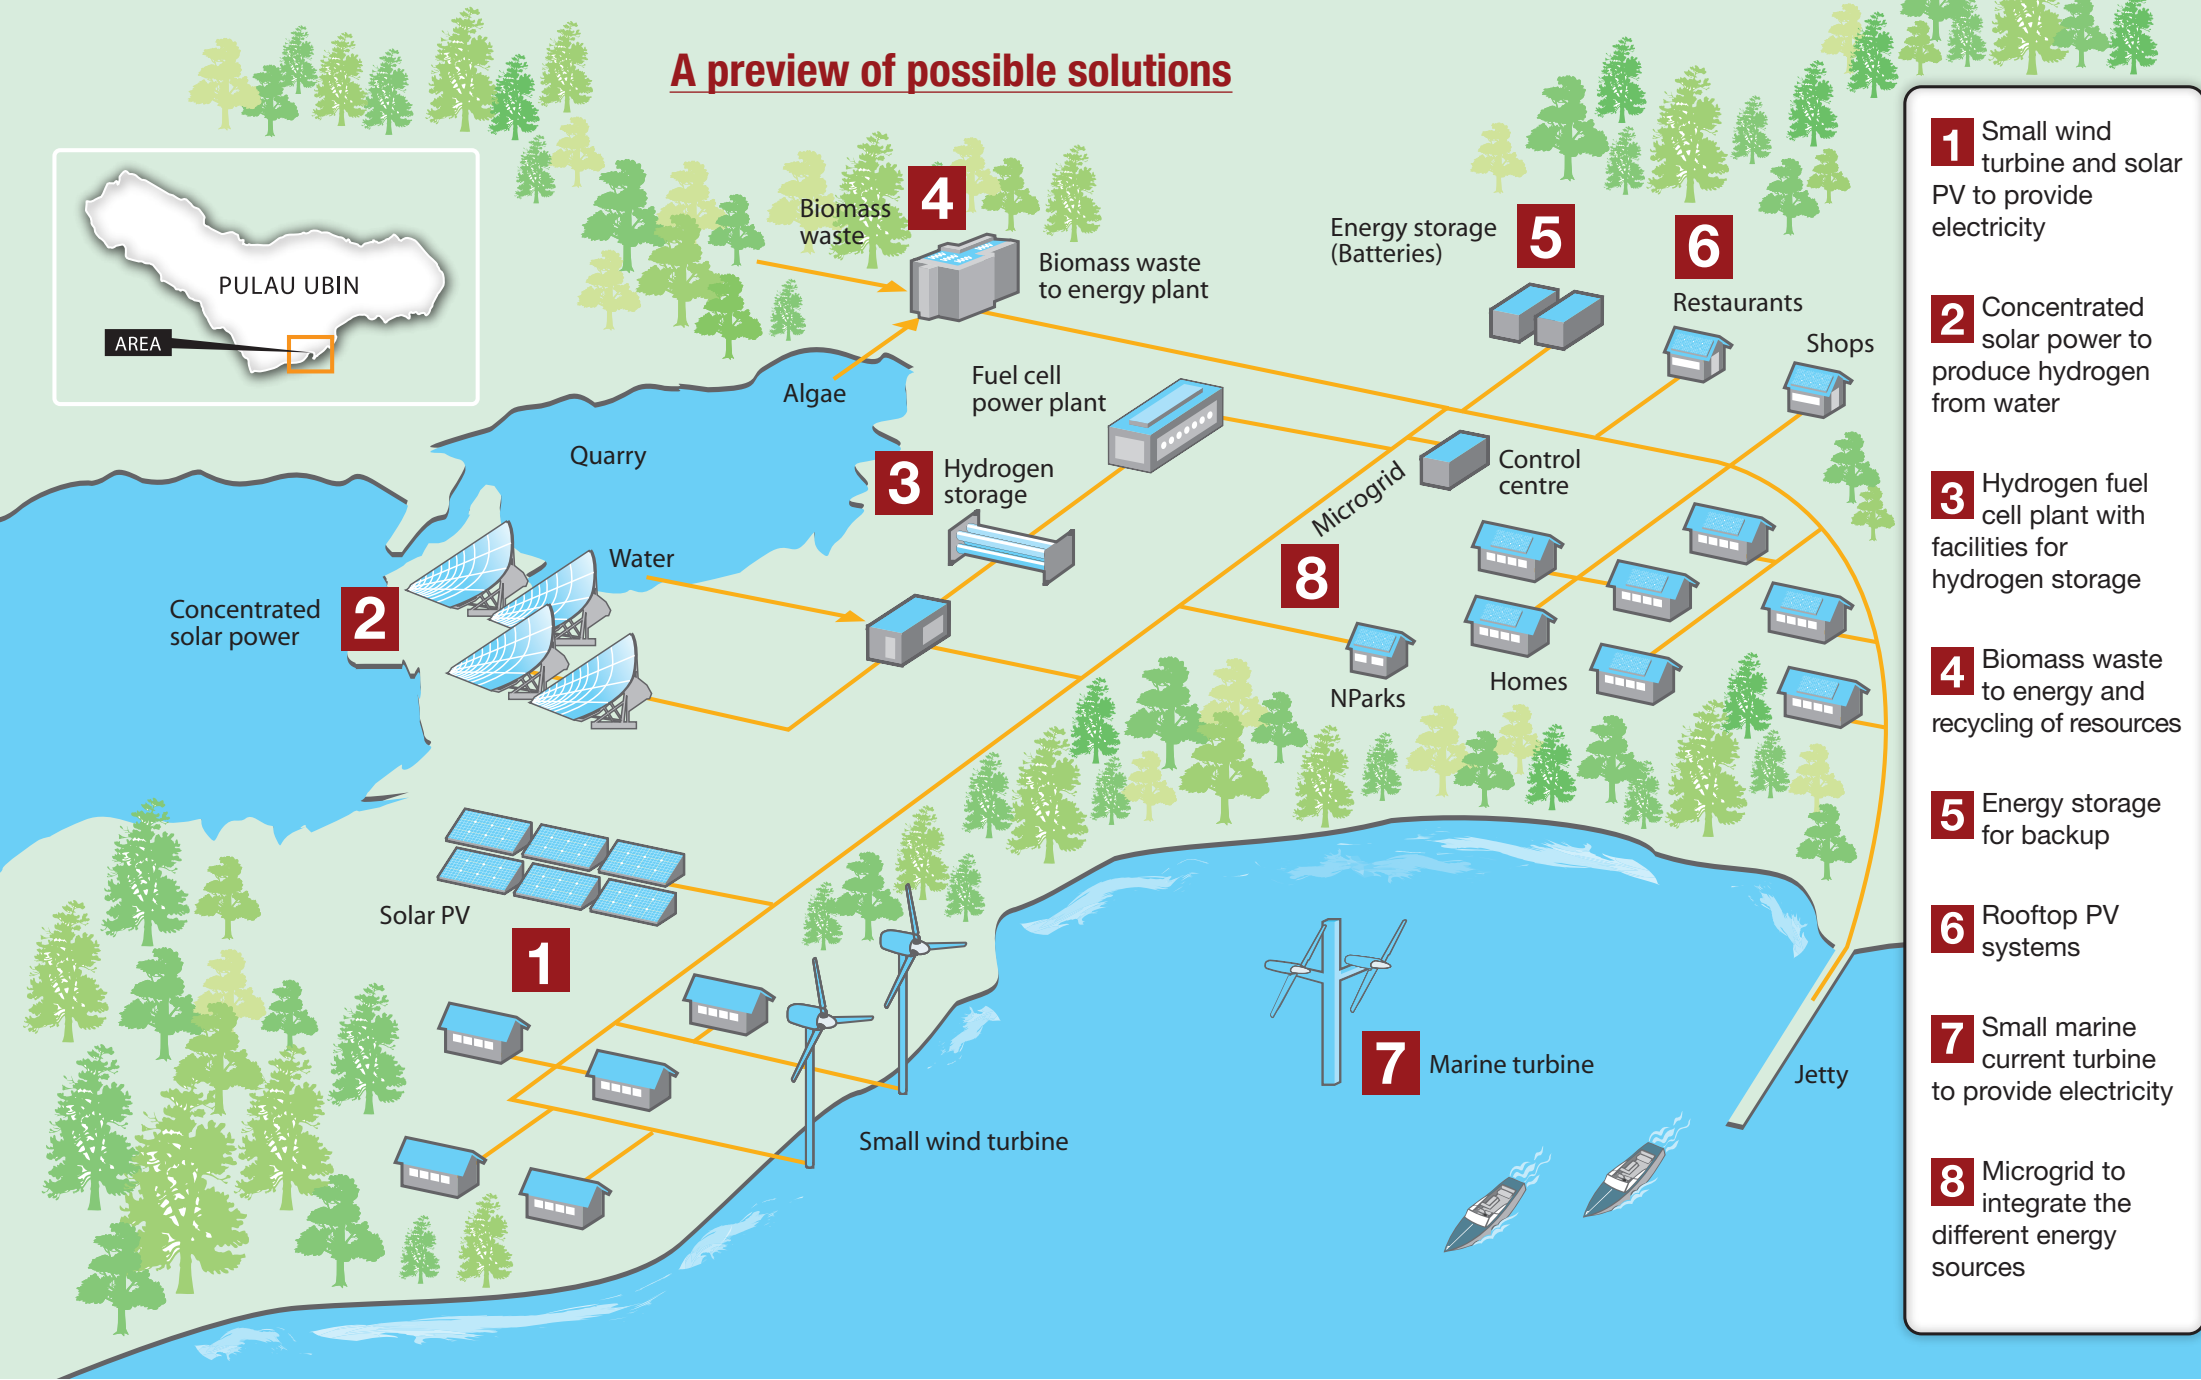 A preview of possible solutions
PULAU UBIN
AREA
Biomass
waste
4
Biomass waste
to energy plant
Energy storage
(Batteries)
5
6
Restaurants
Shops
Algae
Fuel cell
power plant
Quarry
3
Hydrogen
storage
Control
centre
Microgrid
Water
8
Concentrated
solar power
2
NParks
Homes
Solar PV
1
7
Marine turbine
Jetty
Small wind turbine
1 Small wind
turbine and solar
PV to provide
electricity
2 Concentrated
solar power to
produce hydrogen
from water
3 Hydrogen fuel
cell plant with
facilities for
hydrogen storage
4 Biomass waste
to energy and
recycling of resources
5 Energy storage
for backup
6 Rooftop PV
systems
7 Small marine
current turbine
to provide electricity
8 Microgrid to
integrate the
different energy
sources